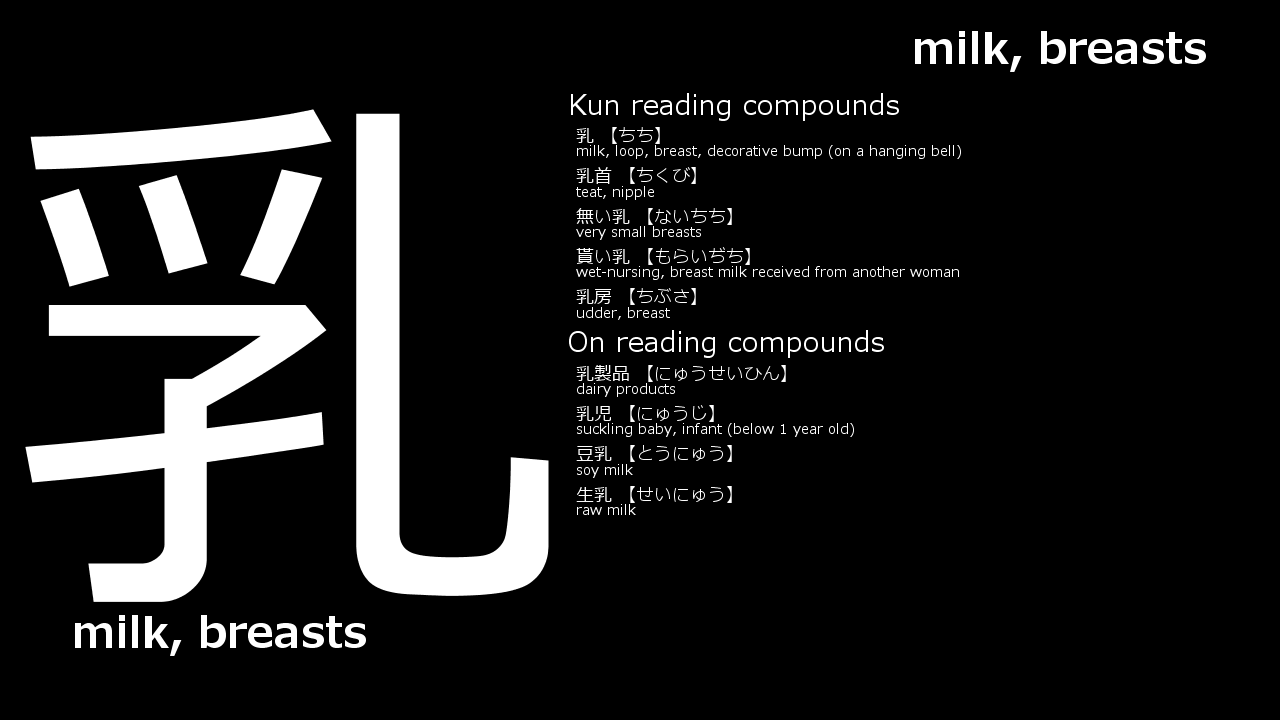 milk, breasts
乳
Kun reading compounds
乳 【ちち】
milk, loop, breast, decorative bump (on a hanging bell)
乳首 【ちくび】
teat, nipple
無い乳 【ないちち】
very small breasts
貰い乳 【もらいぢち】
wet-nursing, breast milk received from another woman
乳房 【ちぶさ】
udder, breast
On reading compounds
乳製品 【にゅうせいひん】
dairy products
乳児 【にゅうじ】
suckling baby, infant (below 1 year old)
豆乳 【とうにゅう】
soy milk
生乳 【せいにゅう】
raw milk
milk, breasts